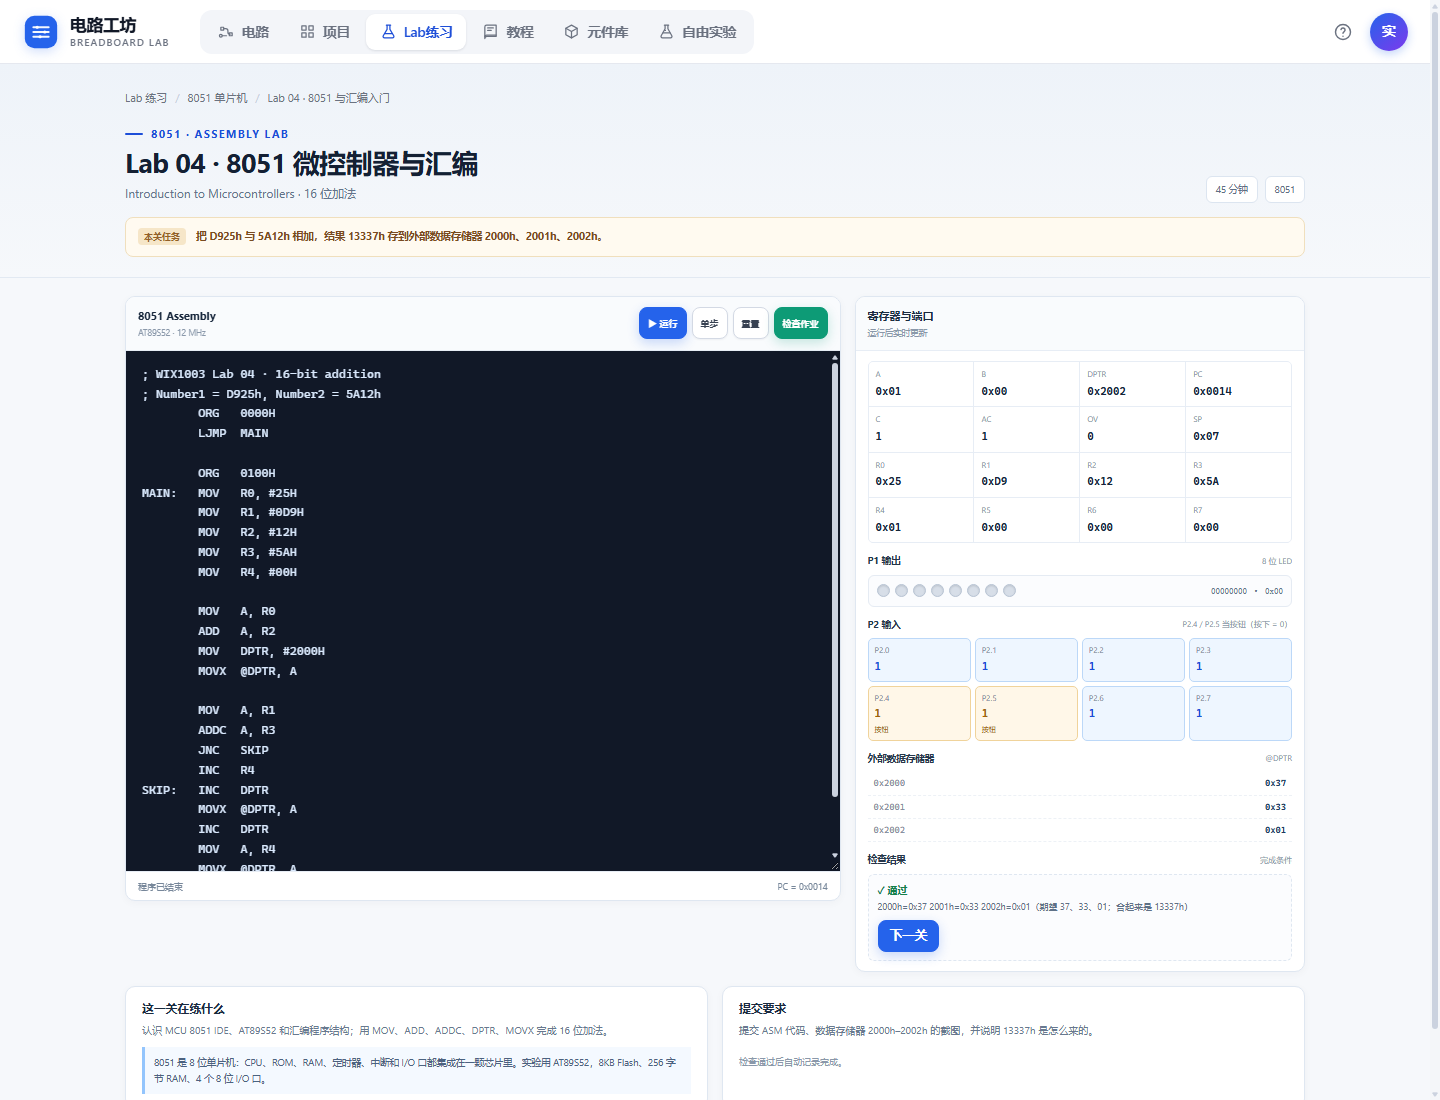 电路工坊
BREADBOARD LAB
电路
项目
Lab练习
教程
元件库
自由实验
实
Lab 练习 / 8051 单片机 / Lab 04 · 8051 与汇编入门
8051 · ASSEMBLY LAB
Lab 04 · 8051 微控制器与汇编
Introduction to Microcontrollers · 16 位加法
45 分钟
8051
本关任务 把 D925h 与 5A12h 相加，结果 13337h 存到外部数据存储器 2000h、2001h、2002h。
8051 Assembly
AT89S52 · 12 MHz
▶ 运行
单步
重置
检查作业
; WIX1003 Lab 04 · 16-bit addition
; Number1 = D925h, Number2 = 5A12h
ORG 0000H
LJMP MAIN
ORG 0100H
MAIN: MOV R0, #25H
MOV R1, #0D9H
MOV R2, #12H
MOV R3, #5AH
MOV R4, #00H
MOV A, R0
ADD A, R2
MOV DPTR, #2000H
MOVX @DPTR, A
MOV A, R1
ADDC A, R3
JNC SKIP
INC R4
SKIP: INC DPTR
MOVX @DPTR, A
INC DPTR
MOV A, R4
MOVX @DPTR, A
程序已结束
PC = 0x0014
寄存器与端口
运行后实时更新
A B DPTR PC
0x01 0x00 0x2002 0x0014
C AC OV SP
1 1 0 0x07
R0 R1 R2 R3
0x25 0xD9 0x12 0x5A
R4 R5 R6 R7
0x01 0x00 0x00 0x00
P1 输出
8 位 LED
00000000 · 0x00
P2 输入
P2.4 / P2.5 当按钮（按下 = 0）
P2.0 P2.1 P2.2 P2.3
1 1 1 1
P2.4 P2.5 P2.6 P2.7
1 1 1 1
按钮 按钮
外部数据存储器
@DPTR
0x2000 0x37
0x2001 0x33
0x2002 0x01
检查结果
完成条件
✓ 通过
2000h=0x37 2001h=0x33 2002h=0x01（期望 37、33、01；合起来是 13337h）
下一关
这一关在练什么
认识 MCU 8051 IDE、AT89S52 和汇编程序结构；用 MOV、ADD、ADDC、DPTR、MOVX 完成 16 位加法。
8051 是 8 位单片机：CPU、ROM、RAM、定时器、中断和 I/O 口都集成在一颗芯片里。实验用 AT89S52，8KB Flash、256 字
节 RAM、4 个 8 位 I/O 口。
提交要求
提交 ASM 代码、数据存储器 2000h–2002h 的截图，并说明 13337h 是怎么来的。
检查通过后自动记录完成。